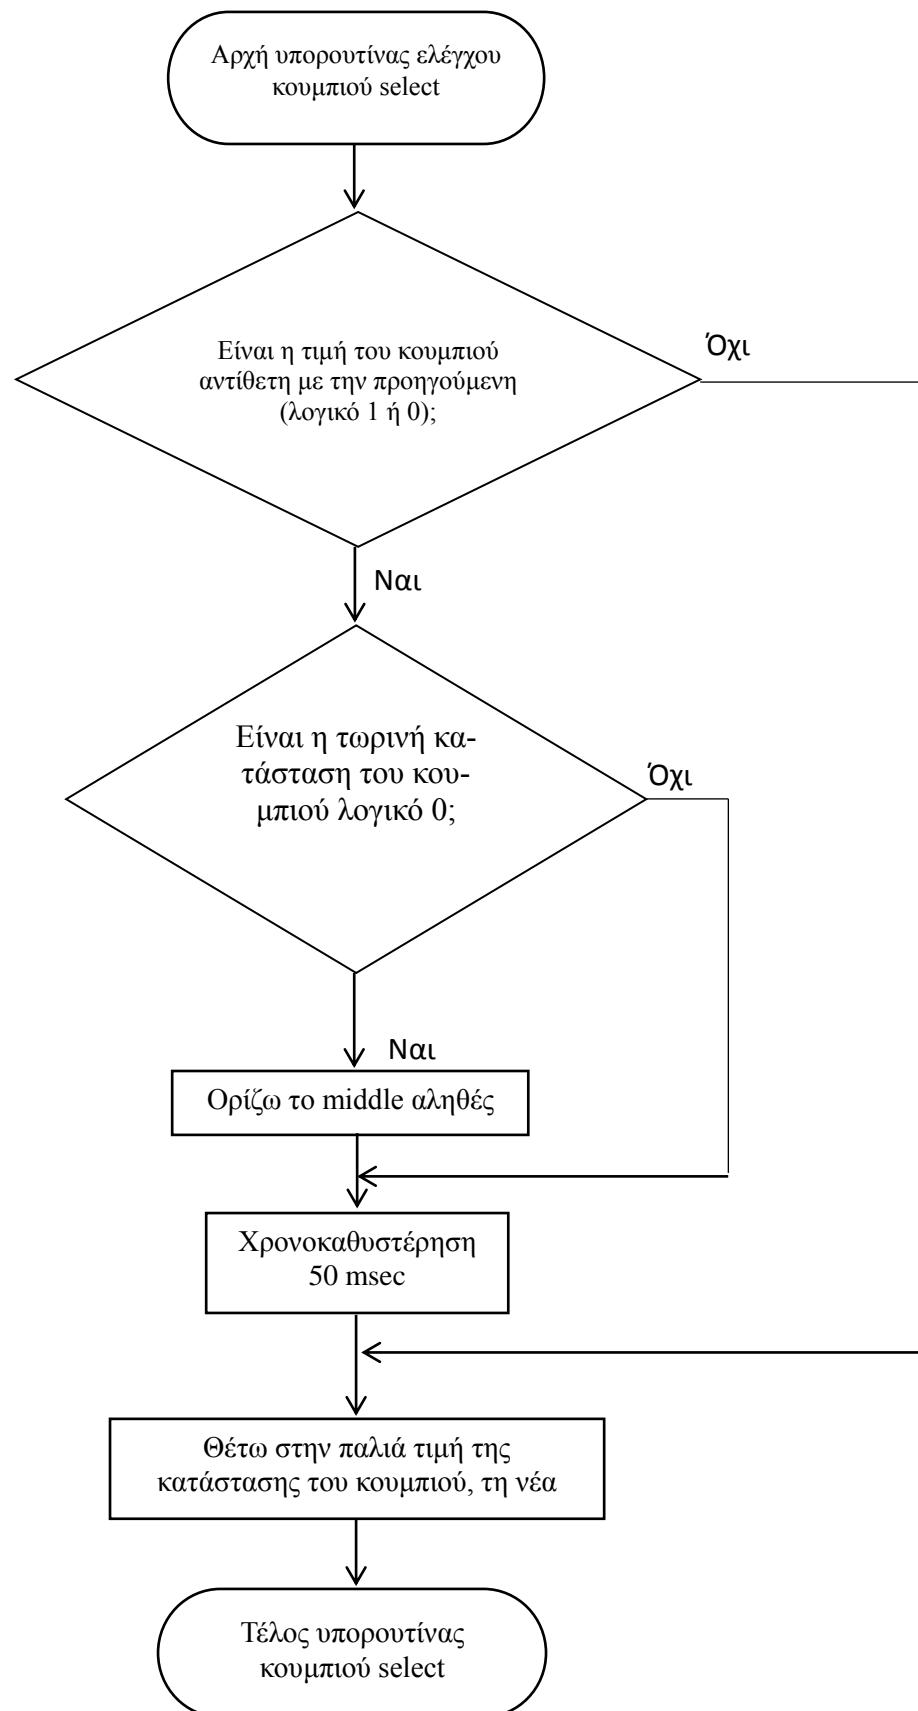 Αρχή υπορουτίνας ελέγχου
κουμπιού select
Είναι η τιμή του κουμπιού
αντίθετη με την προηγούμενη
(λογικό 1 ή 0);
Όχι
Ναι
Είναι η τωρινή κα-
τάσταση του κου-
μπιού λογικό 0;
Όχι
Ναι
Ορίζω το middle αληθές
Χρονοκαθυστέρηση
50 msec
Θέτω στην παλιά τιμή της
κατάστασης του κουμπιού, τη νέα
Τέλος υπορουτίνας
κουμπιού select